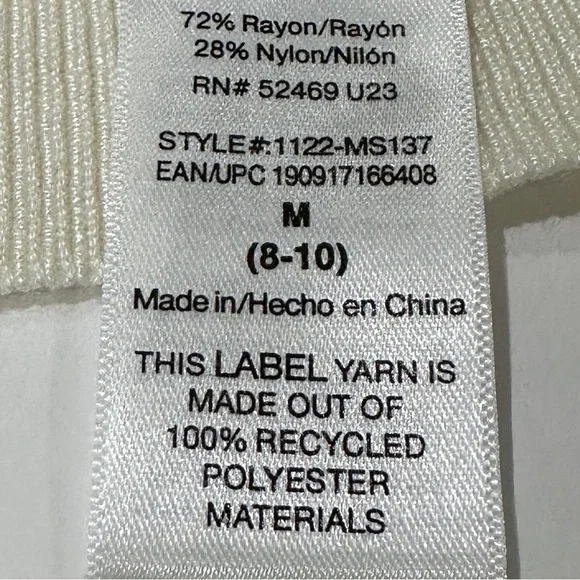 72% Rayon/Rayón
28% Nylon/Nilón
RN# 52469 U23
STYLE#:1122-MS137
EAN/UPC 190917166408
M
(8-10)
Made in/Hecho en China
THIS LABEL YARN IS
MADE OUT OF
100% RECYCLED
POLYESTER
MATERIALS